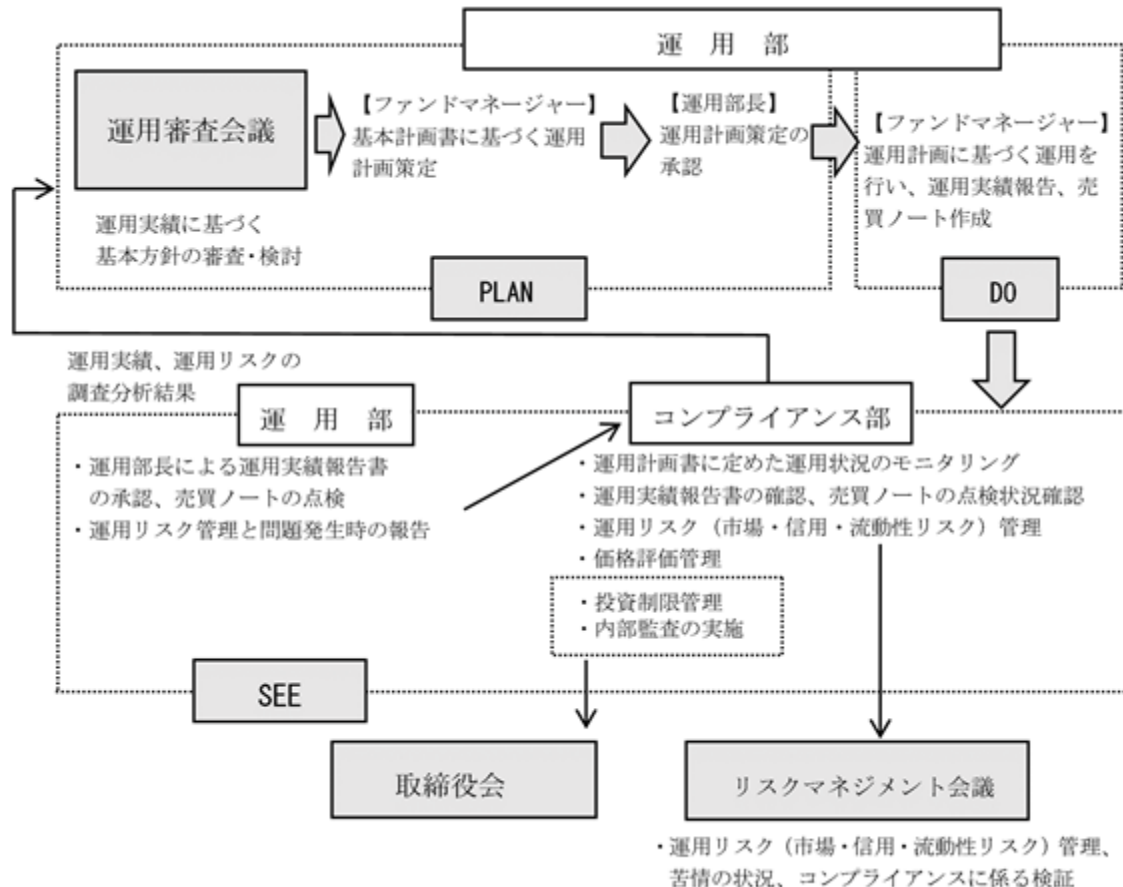 運 用 部
運用審査会議
【ファンドマネージャー】
基本計画書に基づく運用
計画策定
【運用部長】
運用計画策定の
承認
【ファンドマネージャー】
運用計画に基づく運用を
行い、運用実績報告、売
買ノート作成
運用実績に基づく
基本方針の審査・検討
PLAN
DO
運用実績、運用リスクの
調査分析結果
運 用 部
コンプライアンス部
・運用部長による運用実績報告書
の承認、売買ノートの点検
・運用リスク管理と問題発生時の報告
・運用計画書に定めた運用状況のモニタリング
・運用実績報告書の確認、売買ノートの点検状況確認
・運用リスク（市場・信用・流動性リスク）管理
・価格評価管理
・投資制限管理
・内部監査の実施
SEE
取締役会
リスクマネジメント会議
・運用リスク（市場・信用・流動性リスク）管理、
苦情の状況、コンプライアンスに係る検証